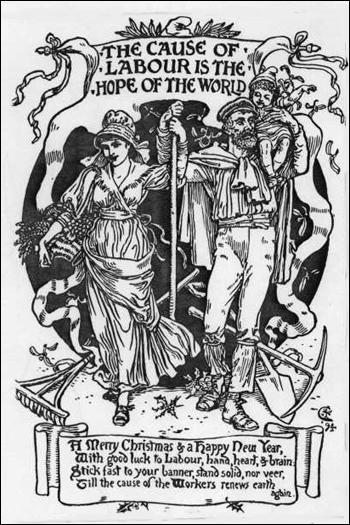 THE CAUSE OF
LABOUR IS THE
HOPE OF THE WORLD
94
A Merry Christmas & a Happy New Year,
With good luck to Labour, hand, heart, & brain:
Stick fast to your banner, stand solid, nor veer,
Till the cause of the Workers renews earth
again.